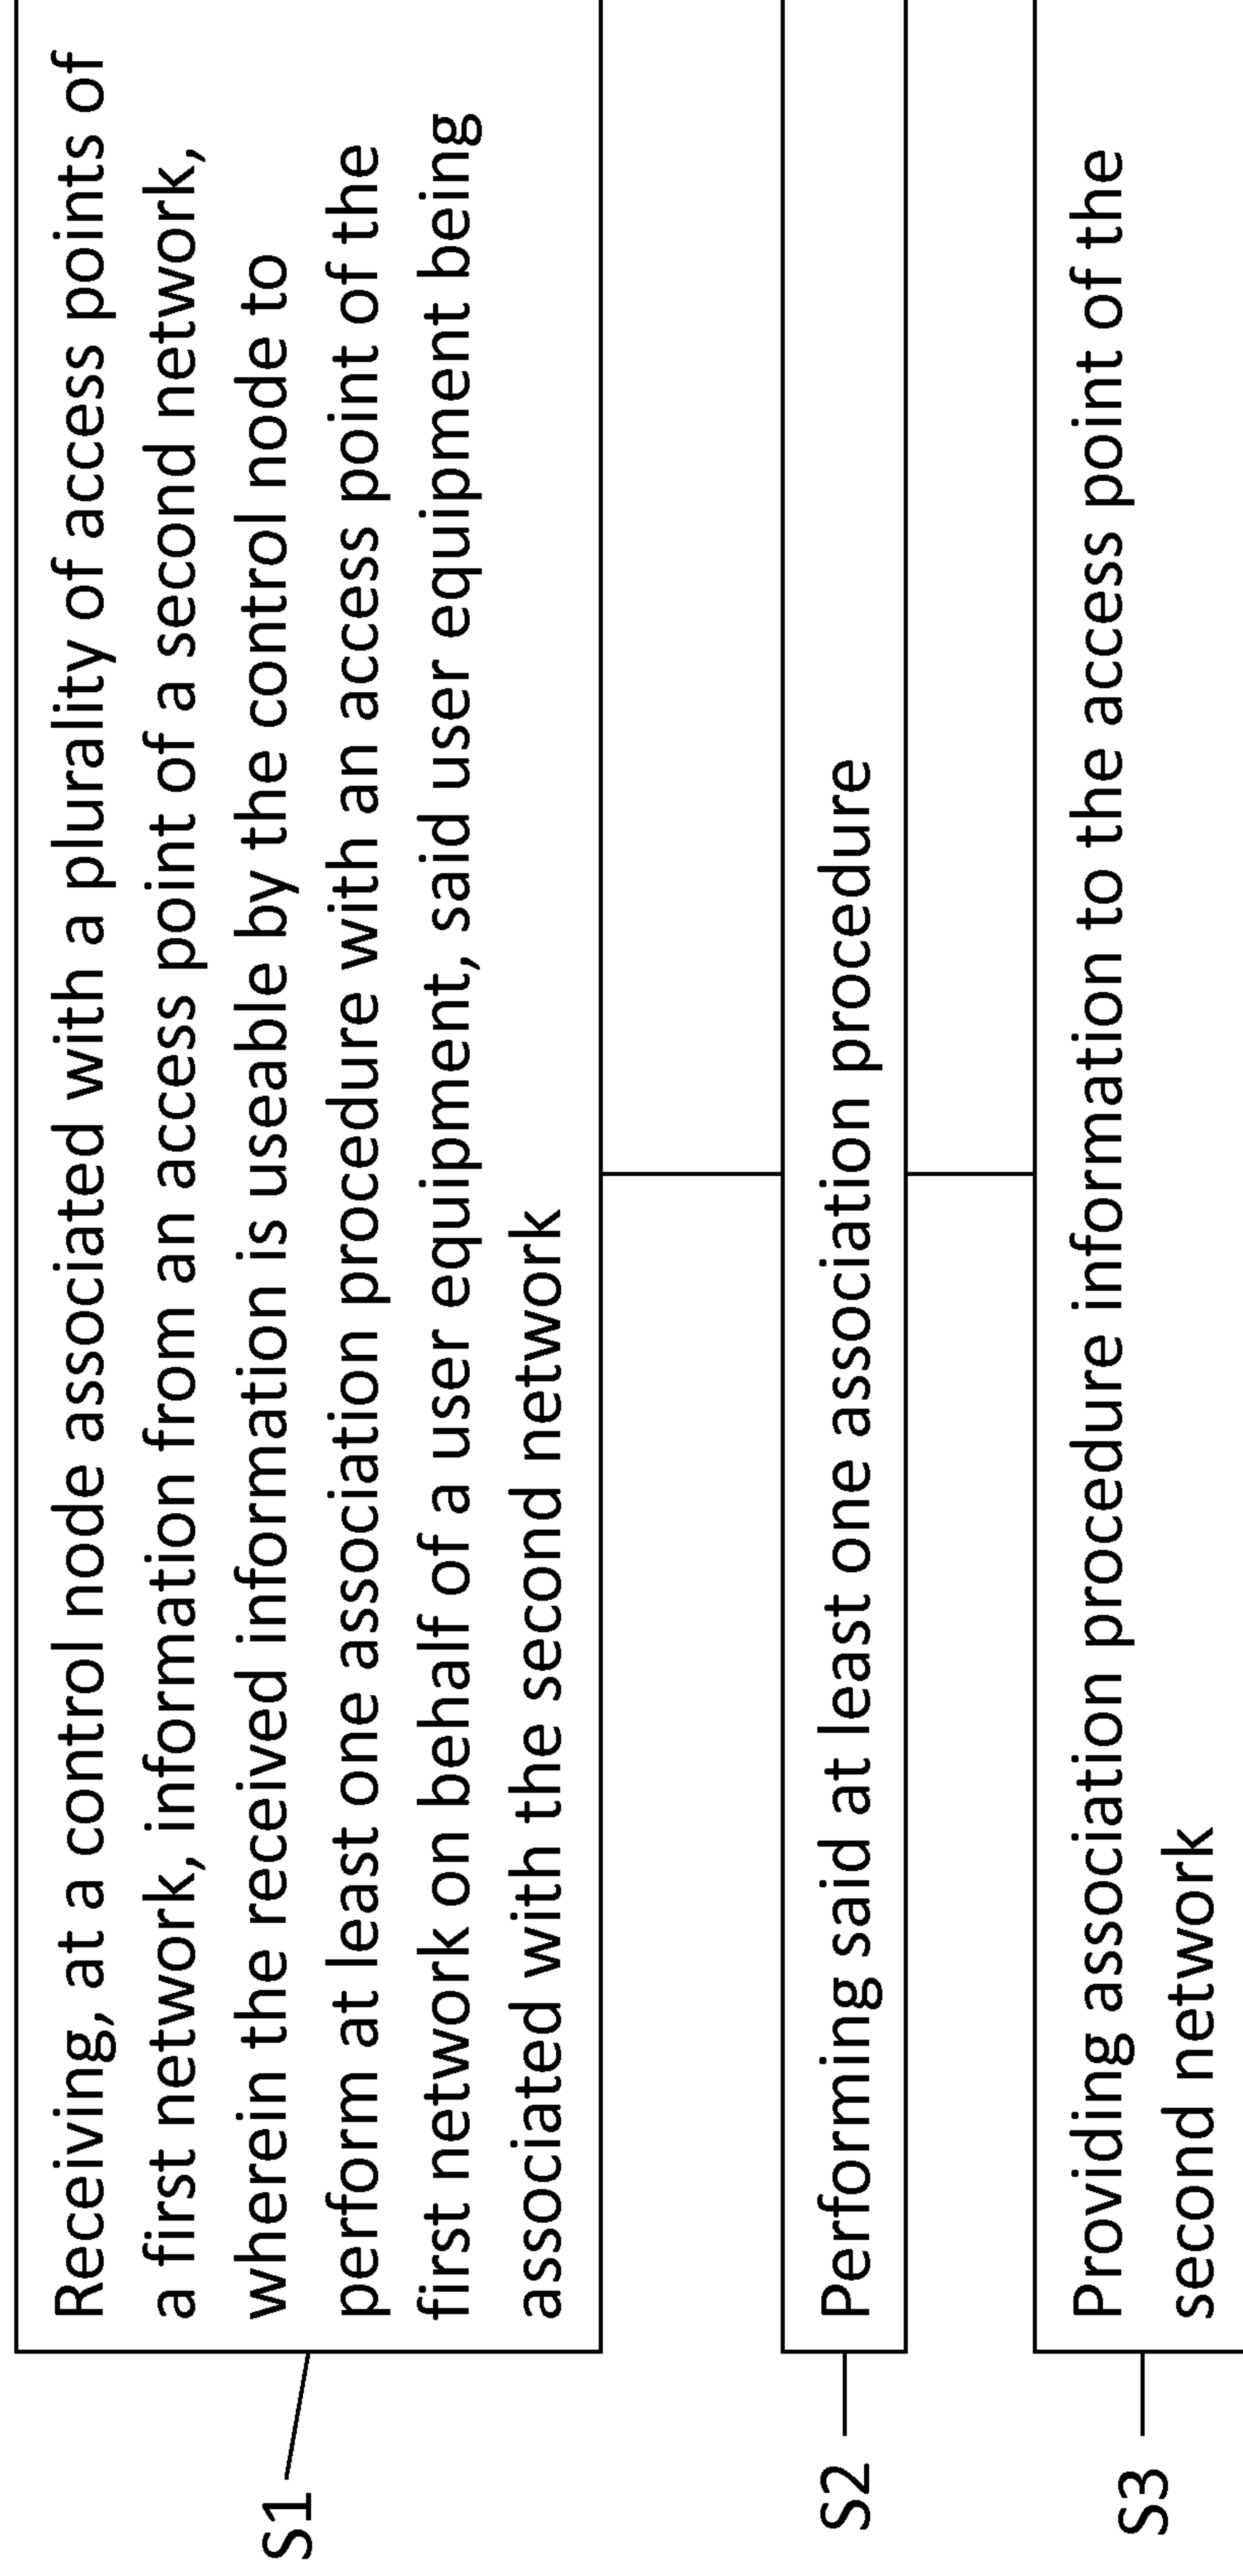 S1
Receiving, at a control node associated with a plurality of access points of
a first network, information from an access point of a second network,
wherein the received information is useable by the control node to
perform at least one association procedure with an access point of the
first network on behalf of a user equipment, said user equipment being
associated with the second network
S2
Performing said at least one association procedure
S3
Providing association procedure information to the access point of the
second network